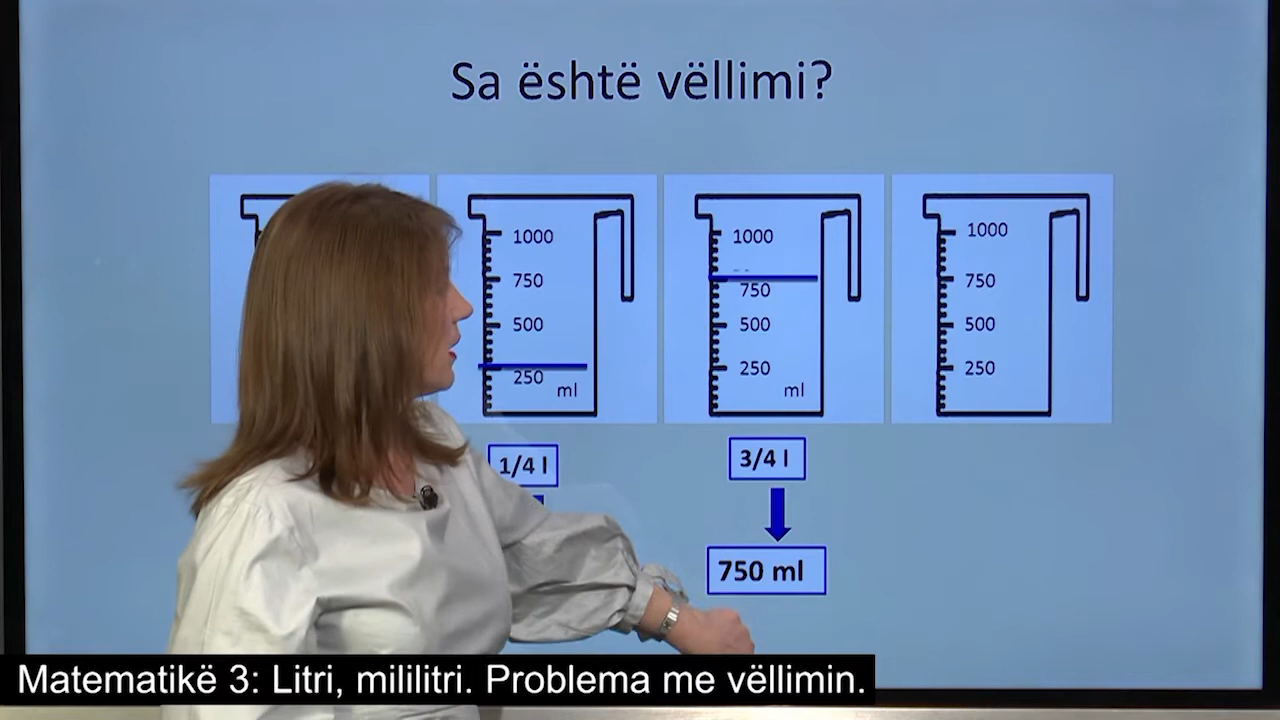 Sa është vëllimi?
1000
750
500
250
ml
1000
750
500
250
ml
1000
750
500
250
1/4 l
3/4 l
750 ml
Matematikë 3: Litri, mililitri. Problema me vëllimin.